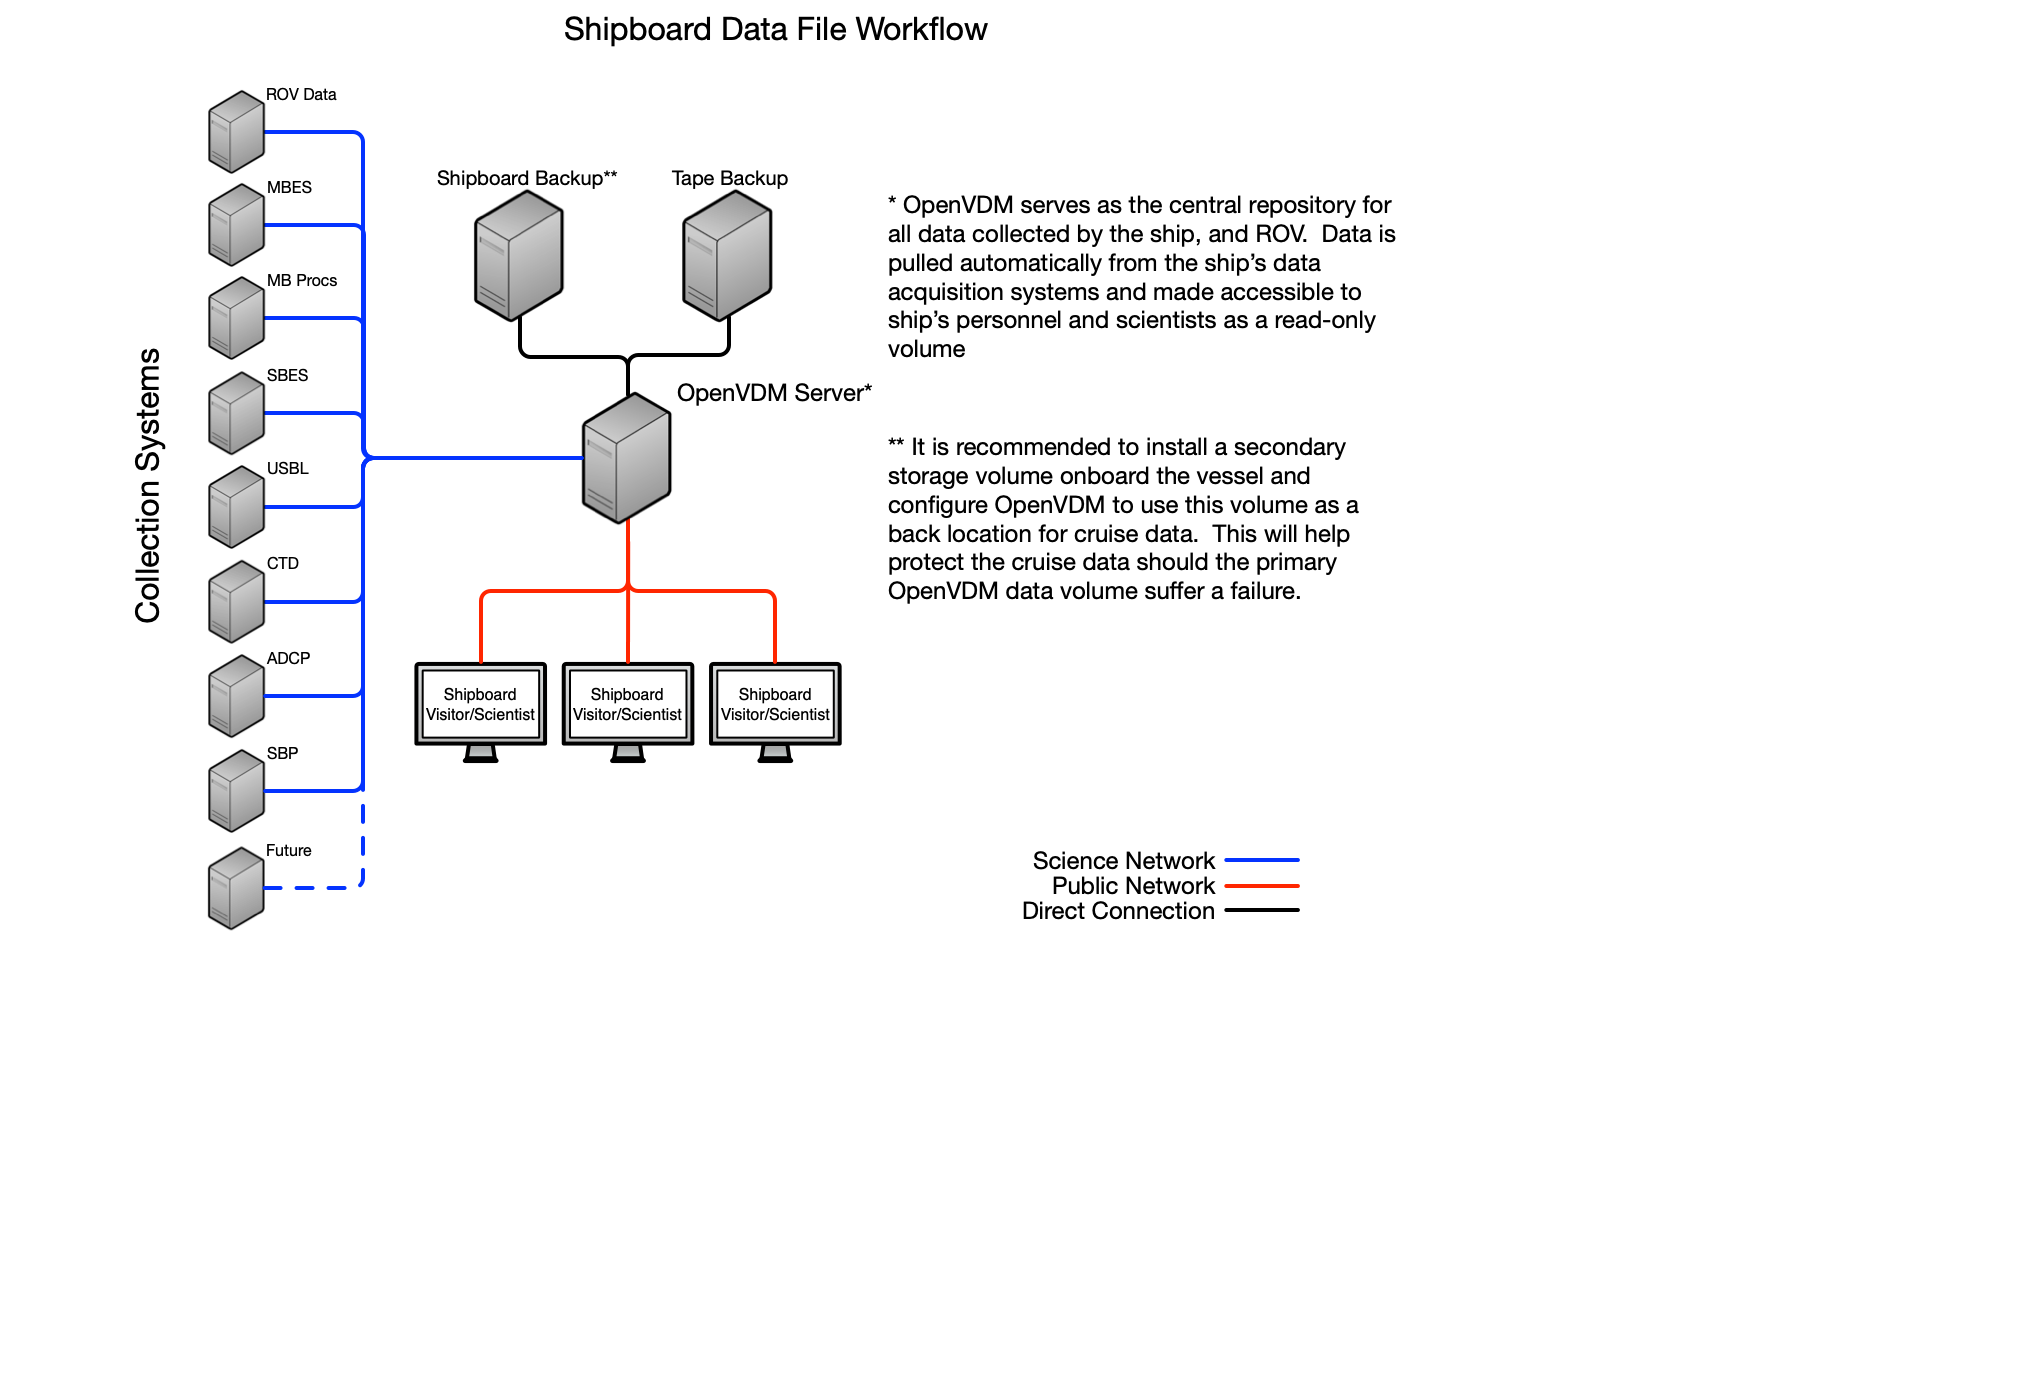 Shipboard Data File Workflow
Collection Systems
ROV Data
MBES
MB Procs
SBES
USBL
CTD
ADCP
SBP
Future
Shipboard Backup**
Tape Backup
OpenVDM Server*
Shipboard
Visitor/Scientist
Shipboard
Visitor/Scientist
Shipboard
Visitor/Scientist
* OpenVDM serves as the central repository for
all data collected by the ship, and ROV.  Data is
pulled automatically from the ship’s data
acquisition systems and made accessible to
ship’s personnel and scientists as a read-only
volume
** It is recommended to install a secondary
storage volume onboard the vessel and
configure OpenVDM to use this volume as a
back location for cruise data.  This will help
protect the cruise data should the primary
OpenVDM data volume suffer a failure.
Science Network
Public Network
Direct Connection